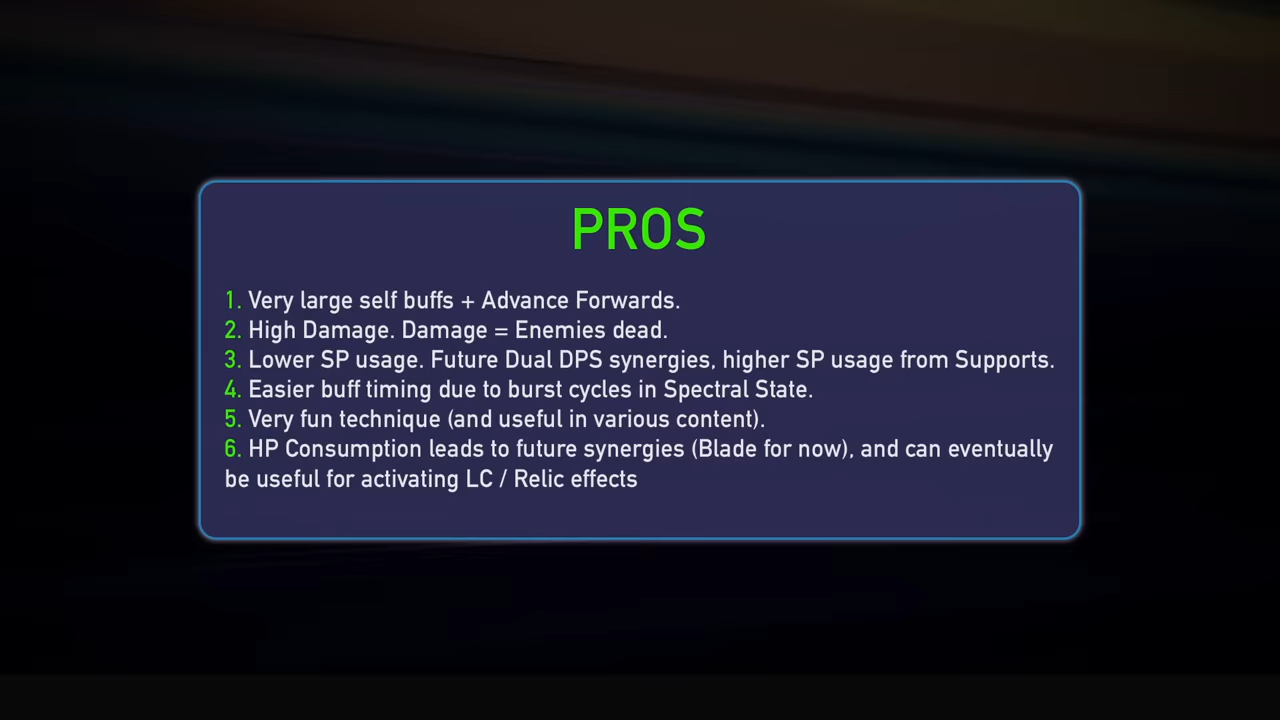 PROS
1. Very large self buffs + Advance Forwards.
2. High Damage. Damage = Enemies dead.
3. Lower SP usage. Future Dual DPS synergies, higher SP usage from Supports.
4. Easier buff timing due to burst cycles in Spectral State.
5. Very fun technique (and useful in various content).
6. HP Consumption leads to future synergies (Blade for now), and can eventually
be useful for activating LC / Relic effects